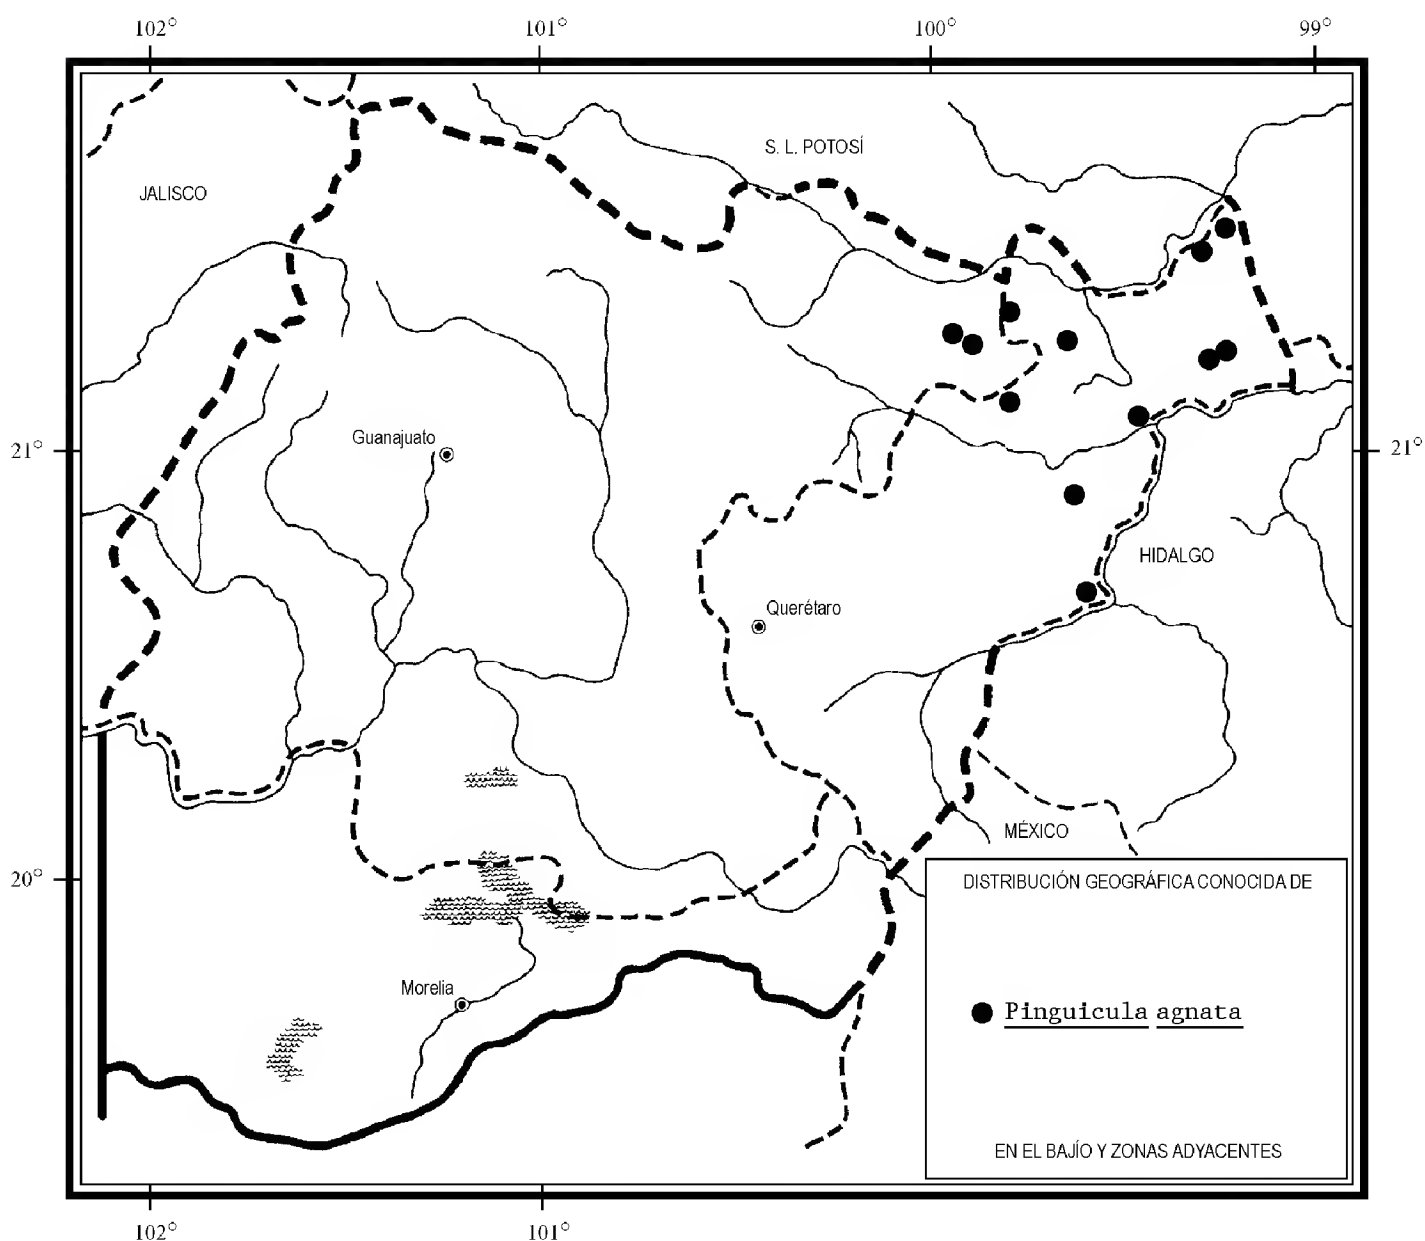 102° 101° 100° 99°
S. L. POTOSÍ
JALISCO
Guanajuato
21° 21°
HIDALGO
Querétaro
MÉXICO
20°
DISTRIBUCIÓN GEOGRÁFICA CONOCIDA DE
Morelia
Pinguicula agnata
EN EL BAJÍO Y ZONAS ADYACENTES
102° 101°